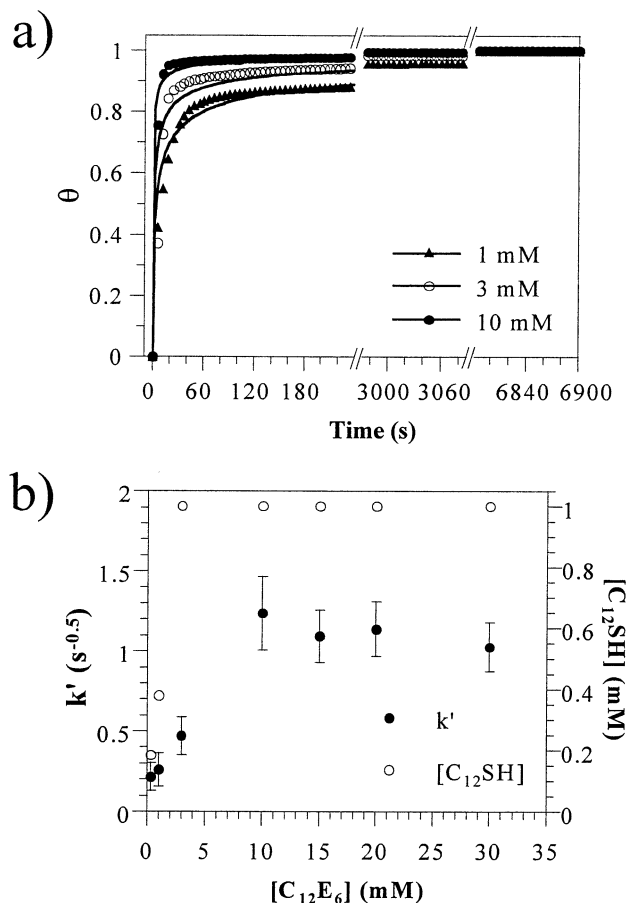 a)
1
0.8
0.6
0.4
0.2
0
θ
1 mM
3 mM
10 mM
0 60 120 180 3000 3060 6840 6900
Time (s)
b)
2
1.5
1
0.5
0
k' (s-0.5)
1
0.8
0.6
0.4
0.2
0
[C12SH] (mM)
k'
[C12SH]
0 5 10 15 20 25 30 35
[C12E6] (mM)